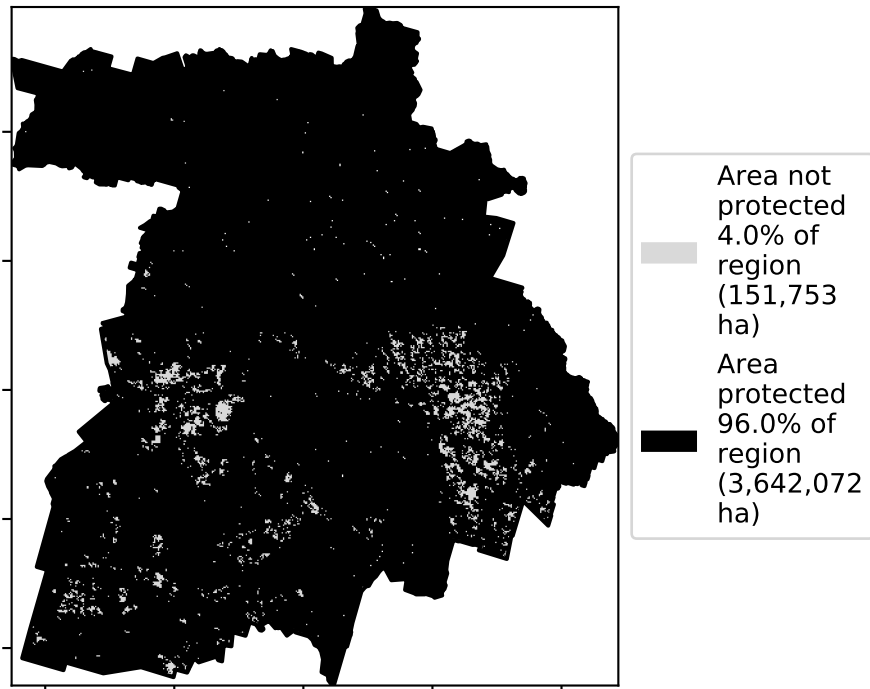 Area not
protected
4.0% of
region
(151,753
ha)
Area
protected
96.0% of
region
(3,642,072
ha)